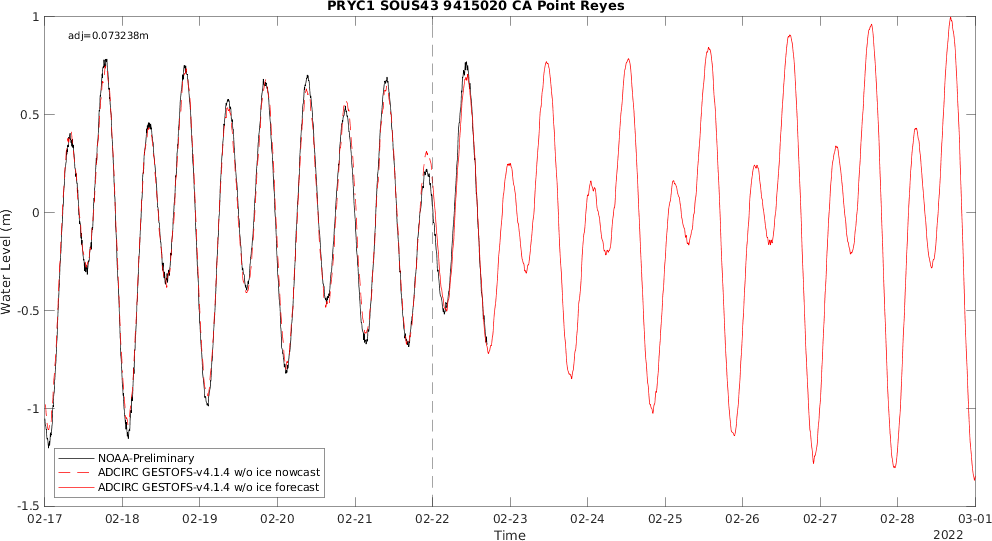 PRYC1 SOUS43 9415020 CA Point Reyes
adj=0.073238m
1
0.5
0
-0.5
-1
-1.5
Water Level (m)
NOAA-Preliminary
ADCIRC GESTOFS-v4.1.4 w/o ice nowcast
ADCIRC GESTOFS-v4.1.4 w/o ice forecast
02-17 02-18 02-19 02-20 02-21 02-22 02-23 02-24 02-25 02-26 02-27 02-28 03-01
Time
2022